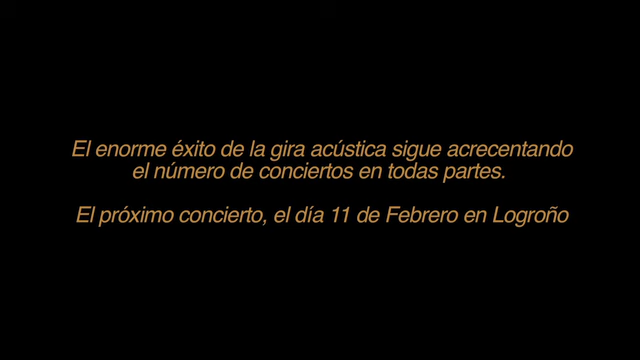 El enorme éxito de la gira acústica sigue acrecentando
el número de conciertos en todas partes.
El próximo concierto, el día 11 de Febrero en Logroño